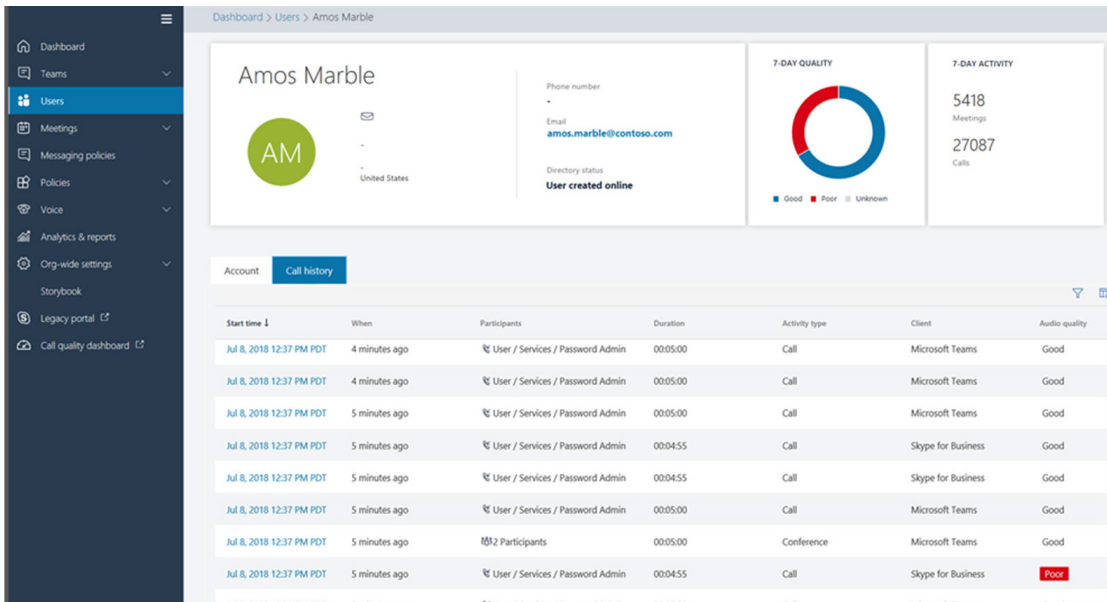 Dashboard > Users > Amos Marble
Dashboard
Teams
Users
Meetings
Messaging policies
Policies
Voice
Analytics & reports
Org-wide settings
Storybook
Legacy portal
Call quality dashboard
Amos Marble
AM
-
-
United States
Phone number
-
Email
amos.marble@contoso.com
Directory status
User created online
7-DAY QUALITY
Good Poor Unknown
7-DAY ACTIVITY
5418
Meetings
27087
Calls
Account Call history
Start time ↓ When Participants Duration Activity type Client Audio quality
Jul 8, 2018 12:37 PM PDT 4 minutes ago User / Services / Password Admin 00:05:00 Call Microsoft Teams Good
Jul 8, 2018 12:37 PM PDT 4 minutes ago User / Services / Password Admin 00:05:00 Call Microsoft Teams Good
Jul 8, 2018 12:37 PM PDT 5 minutes ago User / Services / Password Admin 00:05:00 Call Microsoft Teams Good
Jul 8, 2018 12:37 PM PDT 5 minutes ago User / Services / Password Admin 00:04:55 Call Skype for Business Good
Jul 8, 2018 12:37 PM PDT 5 minutes ago User / Services / Password Admin 00:04:55 Call Skype for Business Good
Jul 8, 2018 12:37 PM PDT 5 minutes ago User / Services / Password Admin 00:05:00 Call Microsoft Teams Good
Jul 8, 2018 12:37 PM PDT 5 minutes ago 2 Participants 00:05:00 Conference Microsoft Teams Good
Jul 8, 2018 12:37 PM PDT 5 minutes ago User / Services / Password Admin 00:04:55 Call Skype for Business Poor